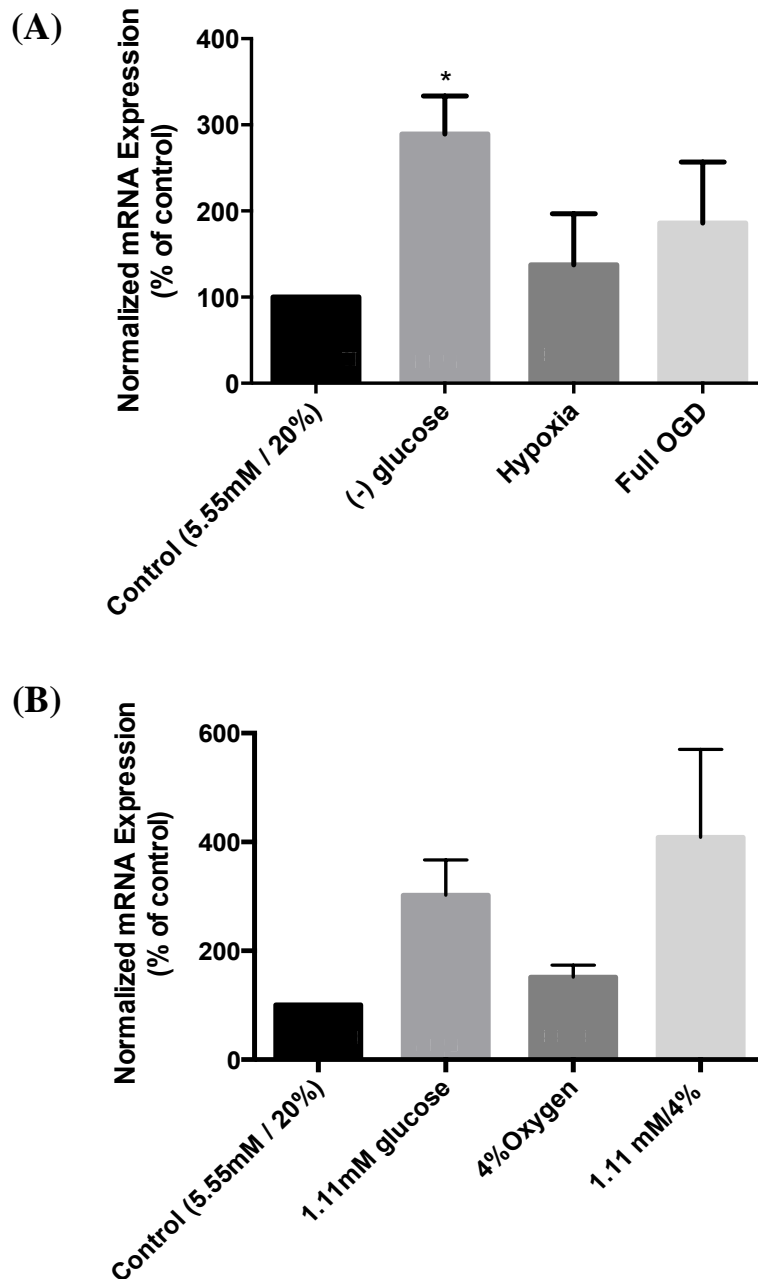 (A)
Normalized mRNA Expression
(% of control)
400
300
200
100
0
*
Control (5.55mM / 20%)
(-) glucose
Hypoxia
Full OGD
(B)
Normalized mRNA Expression
(% of control)
600
400
200
0
Control (5.55mM / 20%)
1.11mM glucose
4%Oxygen
1.11 mM/4%